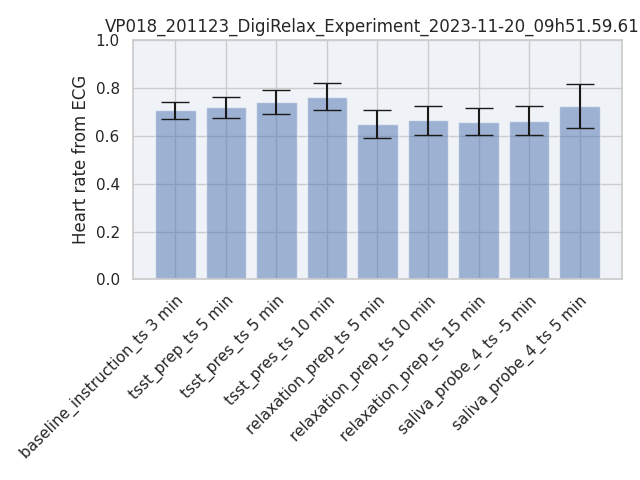 VP018_201123_DigiRelax_Experiment_2023-11-20_09h51.59.61
Heart rate from ECG
1.0
0.8
0.6
0.4
0.2
0.0
baseline_instruction_ts 3 min
tsst_prep_ts 5 min
tsst_pres_ts 5 min
tsst_pres_ts 10 min
relaxation_prep_ts 5 min
relaxation_prep_ts 10 min
relaxation_prep_ts 15 min
saliva_probe_4_ts -5 min
saliva_probe_4_ts 5 min